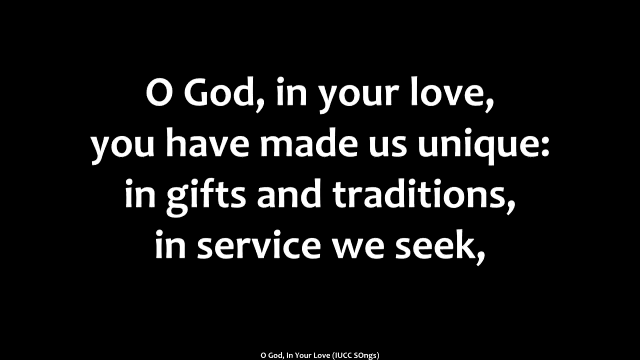 O God, in your love,
you have made us unique:
in gifts and traditions,
in service we seek,
O God, In Your Love (IUCC SOngs)